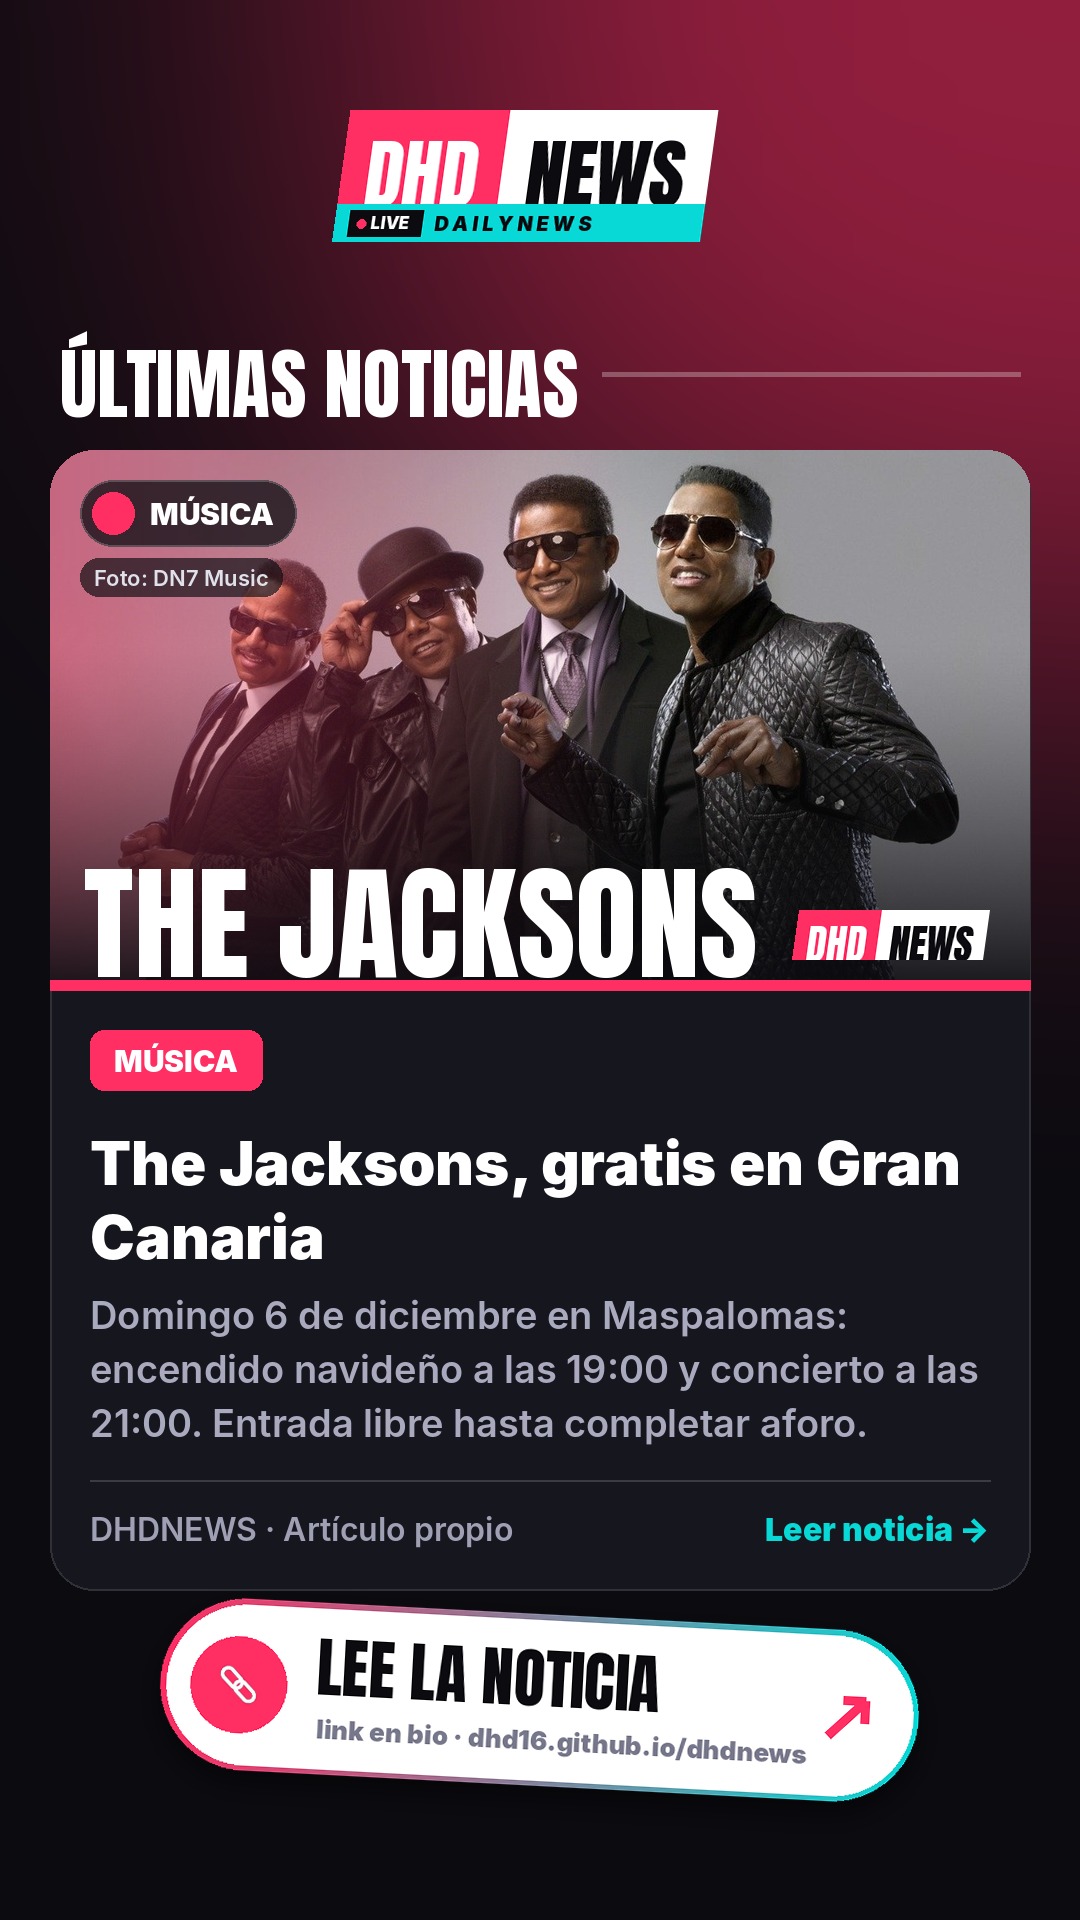 DHD NEWS
LIVE DAILYNEWS
ÚLTIMAS NOTICIAS
MÚSICA
Foto: DN7 Music
THE JACKSONS
DHD NEWS
MÚSICA
The Jacksons, gratis en Gran
Canaria
Domingo 6 de diciembre en Maspalomas:
encendido navideño a las 19:00 y concierto a las
21:00. Entrada libre hasta completar aforo.
DHDNEWS · Artículo propio
Leer noticia →
LEE LA NOTICIA
link en bio · dhd16.github.io/dhdnews